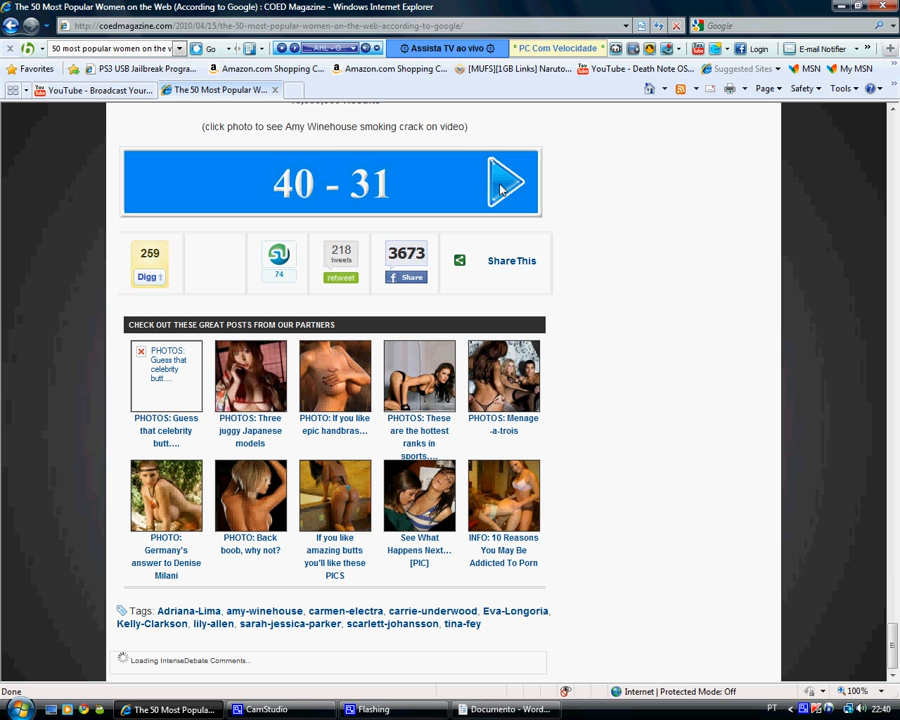 The 50 Most Popular Women on the Web (According to Google) : COED Magazine - Windows Internet Explorer
http://coedmagazine.com/2010/04/15/the-50-most-popular-women-on-the-web-according-to-google/
Google
50 most popular women on the v
Go
AHL - G
Assista TV ao vivo
* PC Com Velocidade
Login
E-mail Notifier
Favorites
PS3 USB Jailbreak Progra...
Amazon.com Shopping C...
Amazon.com Shopping C...
[MUFS][1GB Links] Naruto...
YouTube - Death Note OS...
Suggested Sites
MSN
My MSN
YouTube - Broadcast Your...
The 50 Most Popular W...
Page
Safety
Tools
(click photo to see Amy Winehouse smoking crack on video)
40 - 31
259
Digg
74
218
tweets
retweet
3673
Share
ShareThis
CHECK OUT THESE GREAT POSTS FROM OUR PARTNERS
PHOTOS:
Guess that
celebrity
butt....
PHOTOS: Guess
that celebrity
butt....
PHOTOS: Three
juggy Japanese
models
PHOTO: If you like
epic handbras...
PHOTOS: These
are the hottest
ranks in
sports....
PHOTOS: Menage
-a-trois
PHOTO:
Germany's
answer to Denise
Milani
PHOTO: Back
boob, why not?
If you like
amazing butts
you'll like these
PICS
See What
Happens Next...
[PIC]
INFO: 10 Reasons
You May Be
Addicted To Porn
Tags: Adriana-Lima, amy-winehouse, carmen-electra, carrie-underwood, Eva-Longoria,
Kelly-Clarkson, lily-allen, sarah-jessica-parker, scarlett-johansson, tina-fey
Loading IntenseDebate Comments...
Done
Internet | Protected Mode: Off
100%
The 50 Most Popula...
CamStudio
Flashing
Documento - Word...
PT
22:40